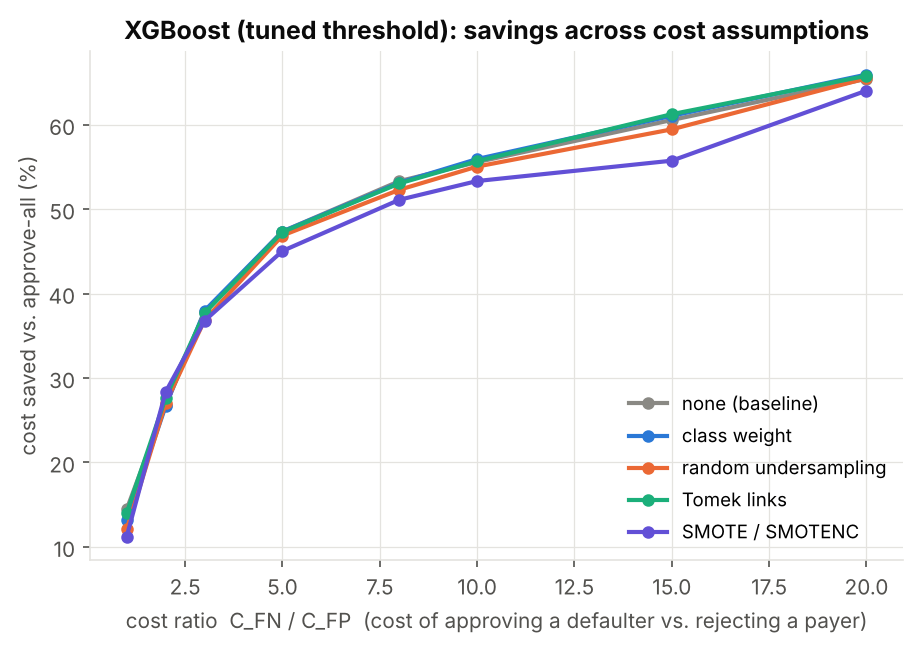 XGBoost (tuned threshold): savings across cost assumptions
cost saved vs. approve-all (%)
60
50
40
30
20
10
none (baseline)
class weight
random undersampling
Tomek links
SMOTE / SMOTENC
2.5 5.0 7.5 10.0 12.5 15.0 17.5 20.0
cost ratio C_FN / C_FP (cost of approving a defaulter vs. rejecting a payer)